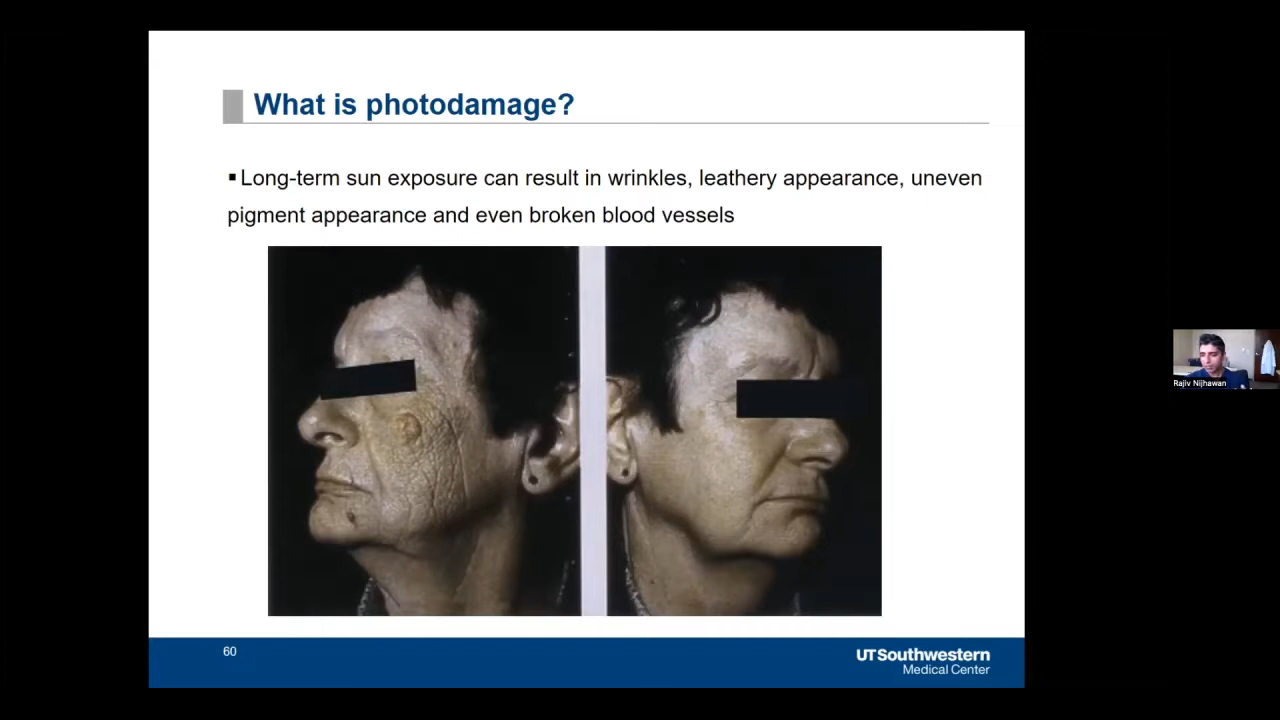 What is photodamage?
▪Long-term sun exposure can result in wrinkles, leathery appearance, uneven
pigment appearance and even broken blood vessels
Rajiv Nijhawan
60
UTSouthwestern
Medical Center